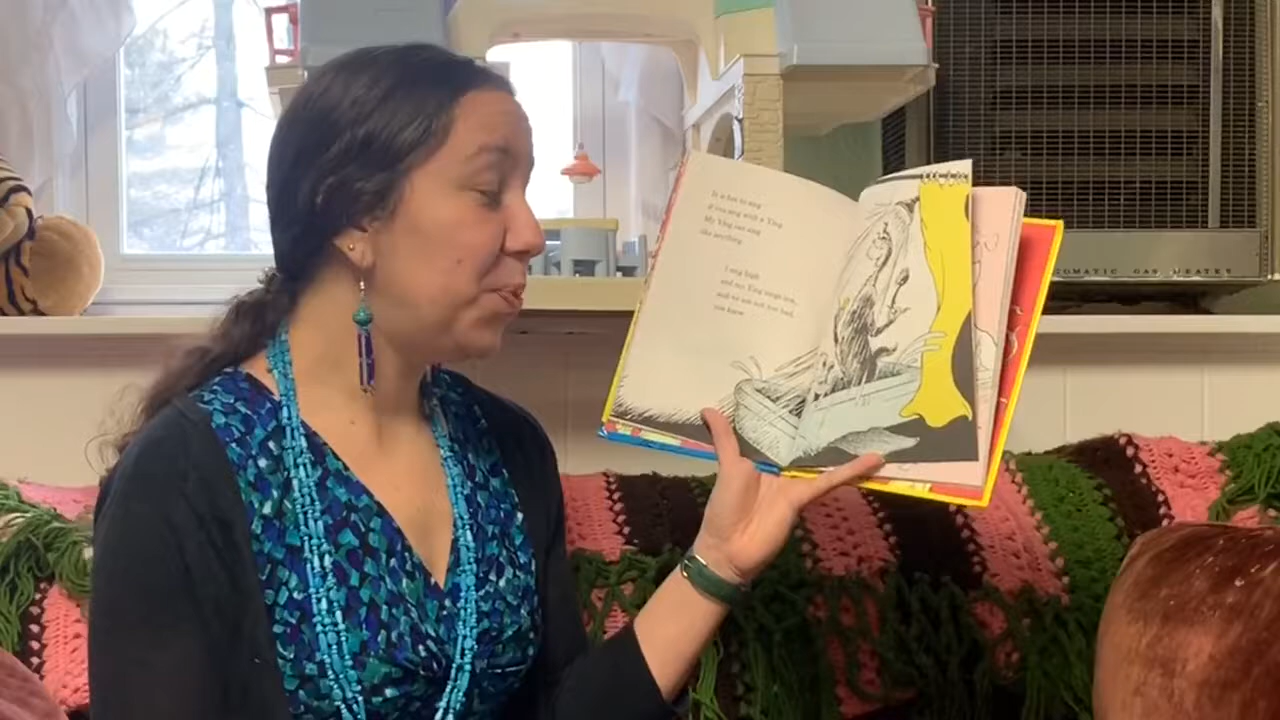 It is fun to sing
if you sing with a Ying.
My Ying can sing
like anything.
I sing high
and my Ying sings low,
and we are not too bad,
you know.
AUTOMATIC GAS HEATER